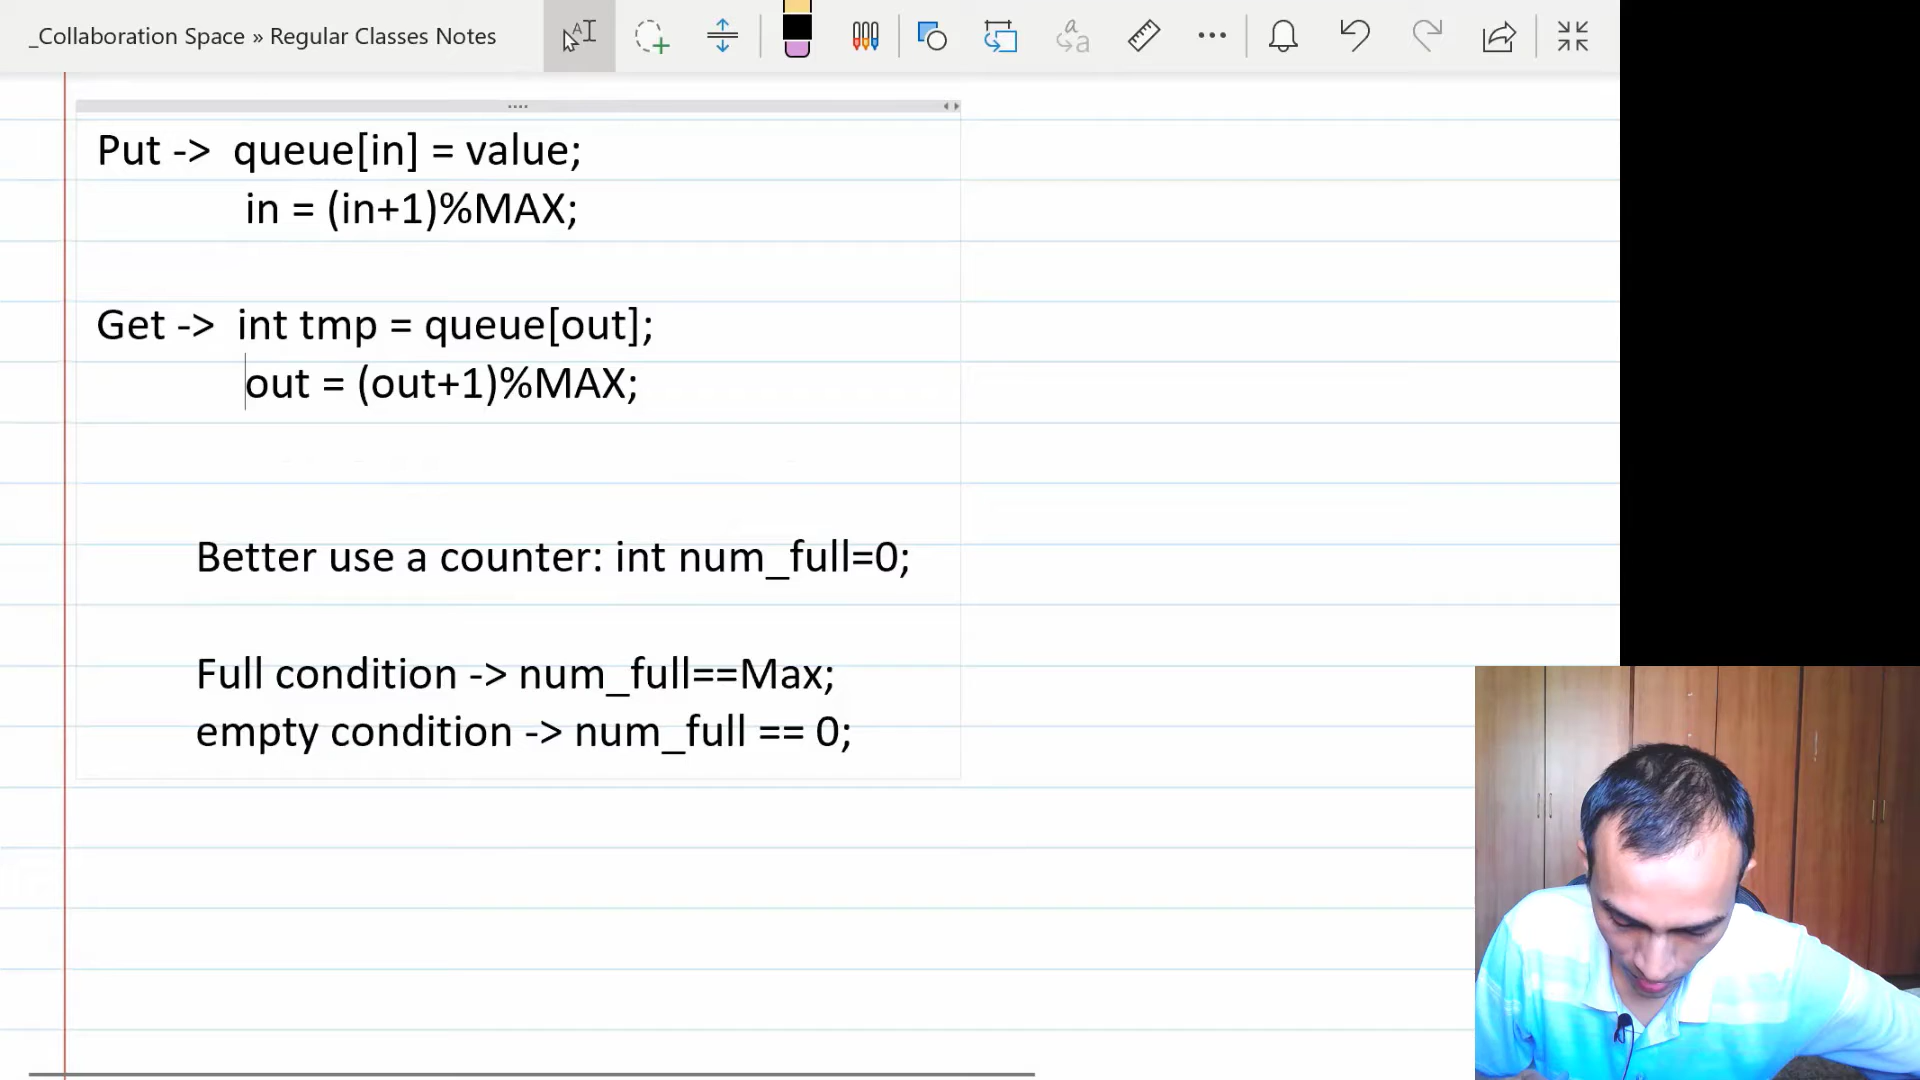 _Collaboration Space » Regular Classes Notes
Put -> queue[in] = value;
in = (in+1)%MAX;
Get -> int tmp = queue[out];
out = (out+1)%MAX;
Better use a counter: int num_full=0;
Full condition -> num_full==Max;
empty condition -> num_full == 0;